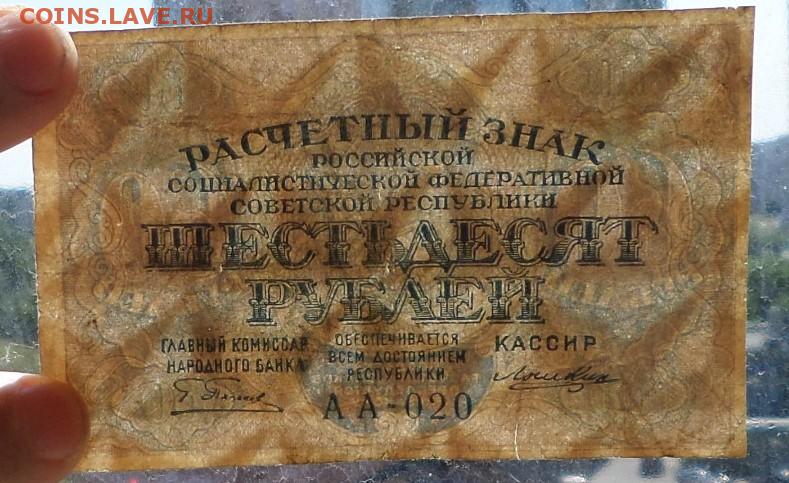 COINS.LAVE.RU
РАСЧЕТНЫЙ ЗНАК
РОССИЙСКОЙ
СОЦИАЛИСТИЧЕСКОЙ ФЕДЕРАТИВНОЙ
СОВЕТСКОЙ РЕСПУБЛИКИ
ШЕСТЬДЕСЯТ
РУБЛЕЙ
ГЛАВНЫЙ КОМИССАР
НАРОДНОГО БАНКА
ОБЕСПЕЧИВАЕТСЯ
ВСЕМ ДОСТОЯНИЕМ
РЕСПУБЛИКИ
КАССИР
АА-020